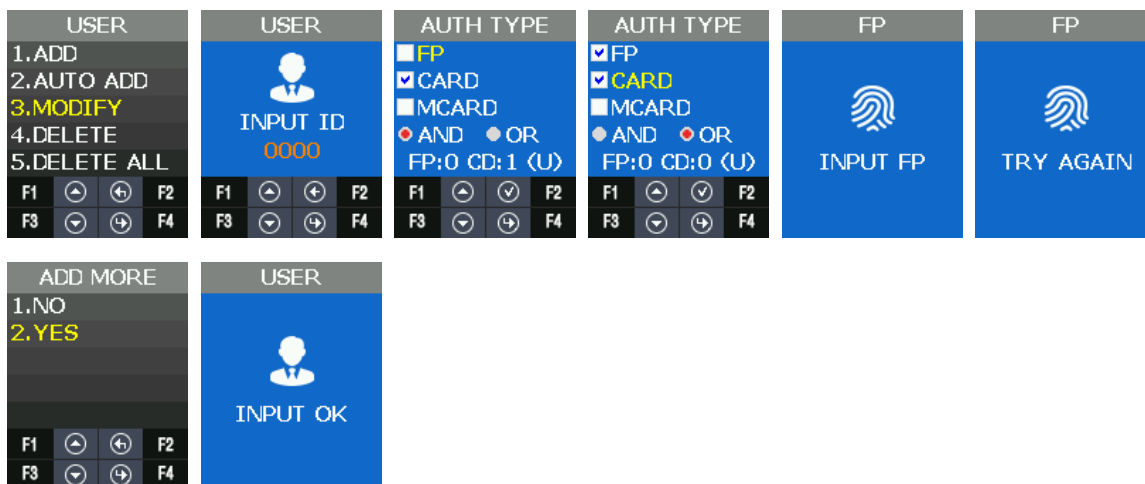 USER
1.ADD
2.AUTO ADD
3.MODIFY
4.DELETE
5.DELETE ALL
F1 F2
F3 F4
USER
INPUT ID
0000
F1 F2
F3 F4
AUTH TYPE
FP
CARD
MCARD
AND OR
FP:0 CD:1 (U)
F1 F2
F3 F4
AUTH TYPE
FP
CARD
MCARD
AND OR
FP:0 CD:0 (U)
F1 F2
F3 F4
FP
INPUT FP
FP
TRY AGAIN
ADD MORE
1.NO
2.YES
F1 F2
F3 F4
USER
INPUT OK